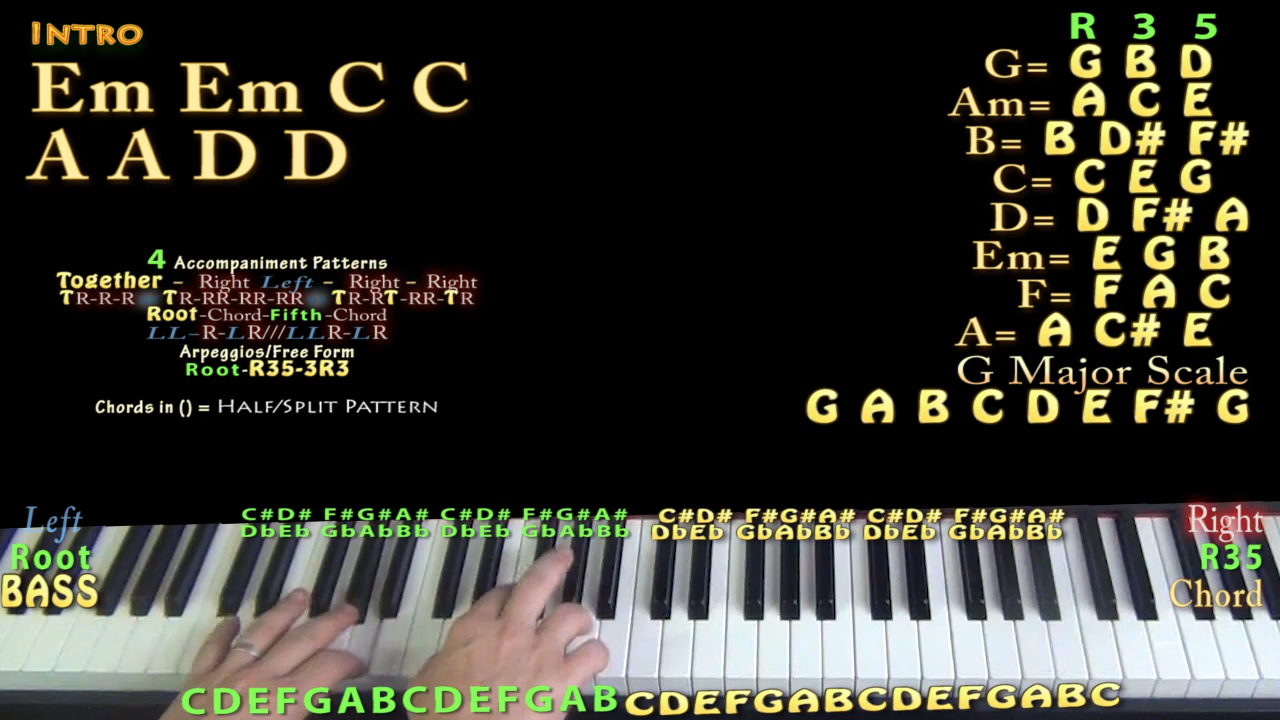 INTRO
Em Em C C
A A D D
4 Accompaniment Patterns
Together - Right Left - Right - Right
TR-R-R TR-RR-RR-RR TR-RT-RR-TR
Root-Chord-Fifth-Chord
LL-R-LR///LLR-LR
Arpeggios/Free Form
Root-R35-3R3
Chords in () = HALF/SPLIT PATTERN
R 3 5
G= G B D
Am= A C E
B= B D# F#
C= C E G
D= D F# A
Em= E G B
F= F A C
A= A C# E
G Major Scale
G A B C D E F# G
Left
Root
BASS
C#D# F#G#A# C#D# F#G#A# C#D# F#G#A# C#D# F#G#A#
DbEb GbAbBb DbEb GbAbBb DbEb GbAbBb DbEb GbAbBb
Right
R35
Chord
CDEFGABCDEFGAB CDEFGABCDEFGABC